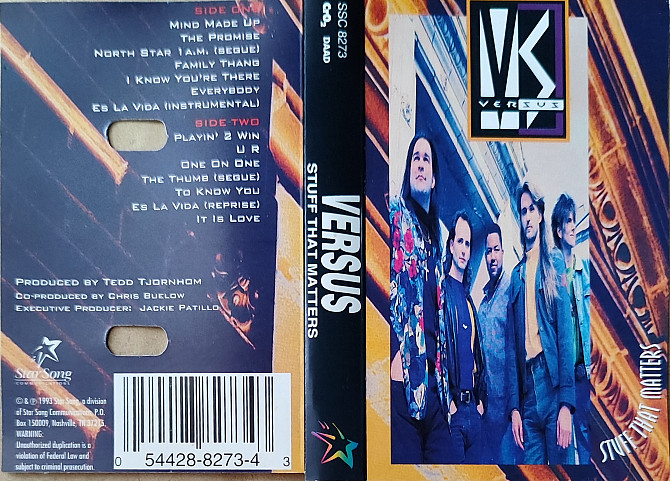 SIDE ONE
MIND MADE UP
THE PROMISE
NORTH STAR 1A.M. (SEGUE)
FAMILY THANG
I KNOW YOU'RE THERE
EVERYBODY
ES LA VIDA (INSTRUMENTAL)
SIDE TWO
PLAYIN' 2 WIN
U R
ONE ON ONE
THE THUMB (SEGUE)
TO KNOW YOU
ES LA VIDA (REPRISE)
IT IS LOVE
PRODUCED BY TEDD TJORNHOM
CO-PRODUCED BY CHRIS BUELOW
EXECUTIVE PRODUCER: JACKIE PATILLO
Star Song
COMMUNICATIONS
© & ℗ 1993 Star Song, a division
of Star Song Communications, P.O.
Box 150009, Nashville, TN 37215.
WARNING:
Unauthorized duplication is a
violation of Federal Law and
subject to criminal prosecution.
0 54428-8273-4 3
SSC 8273
CrO₂ DAAD
VERSUS
STUFF THAT MATTERS
VS
VERSUS
STUFF THAT MATTERS